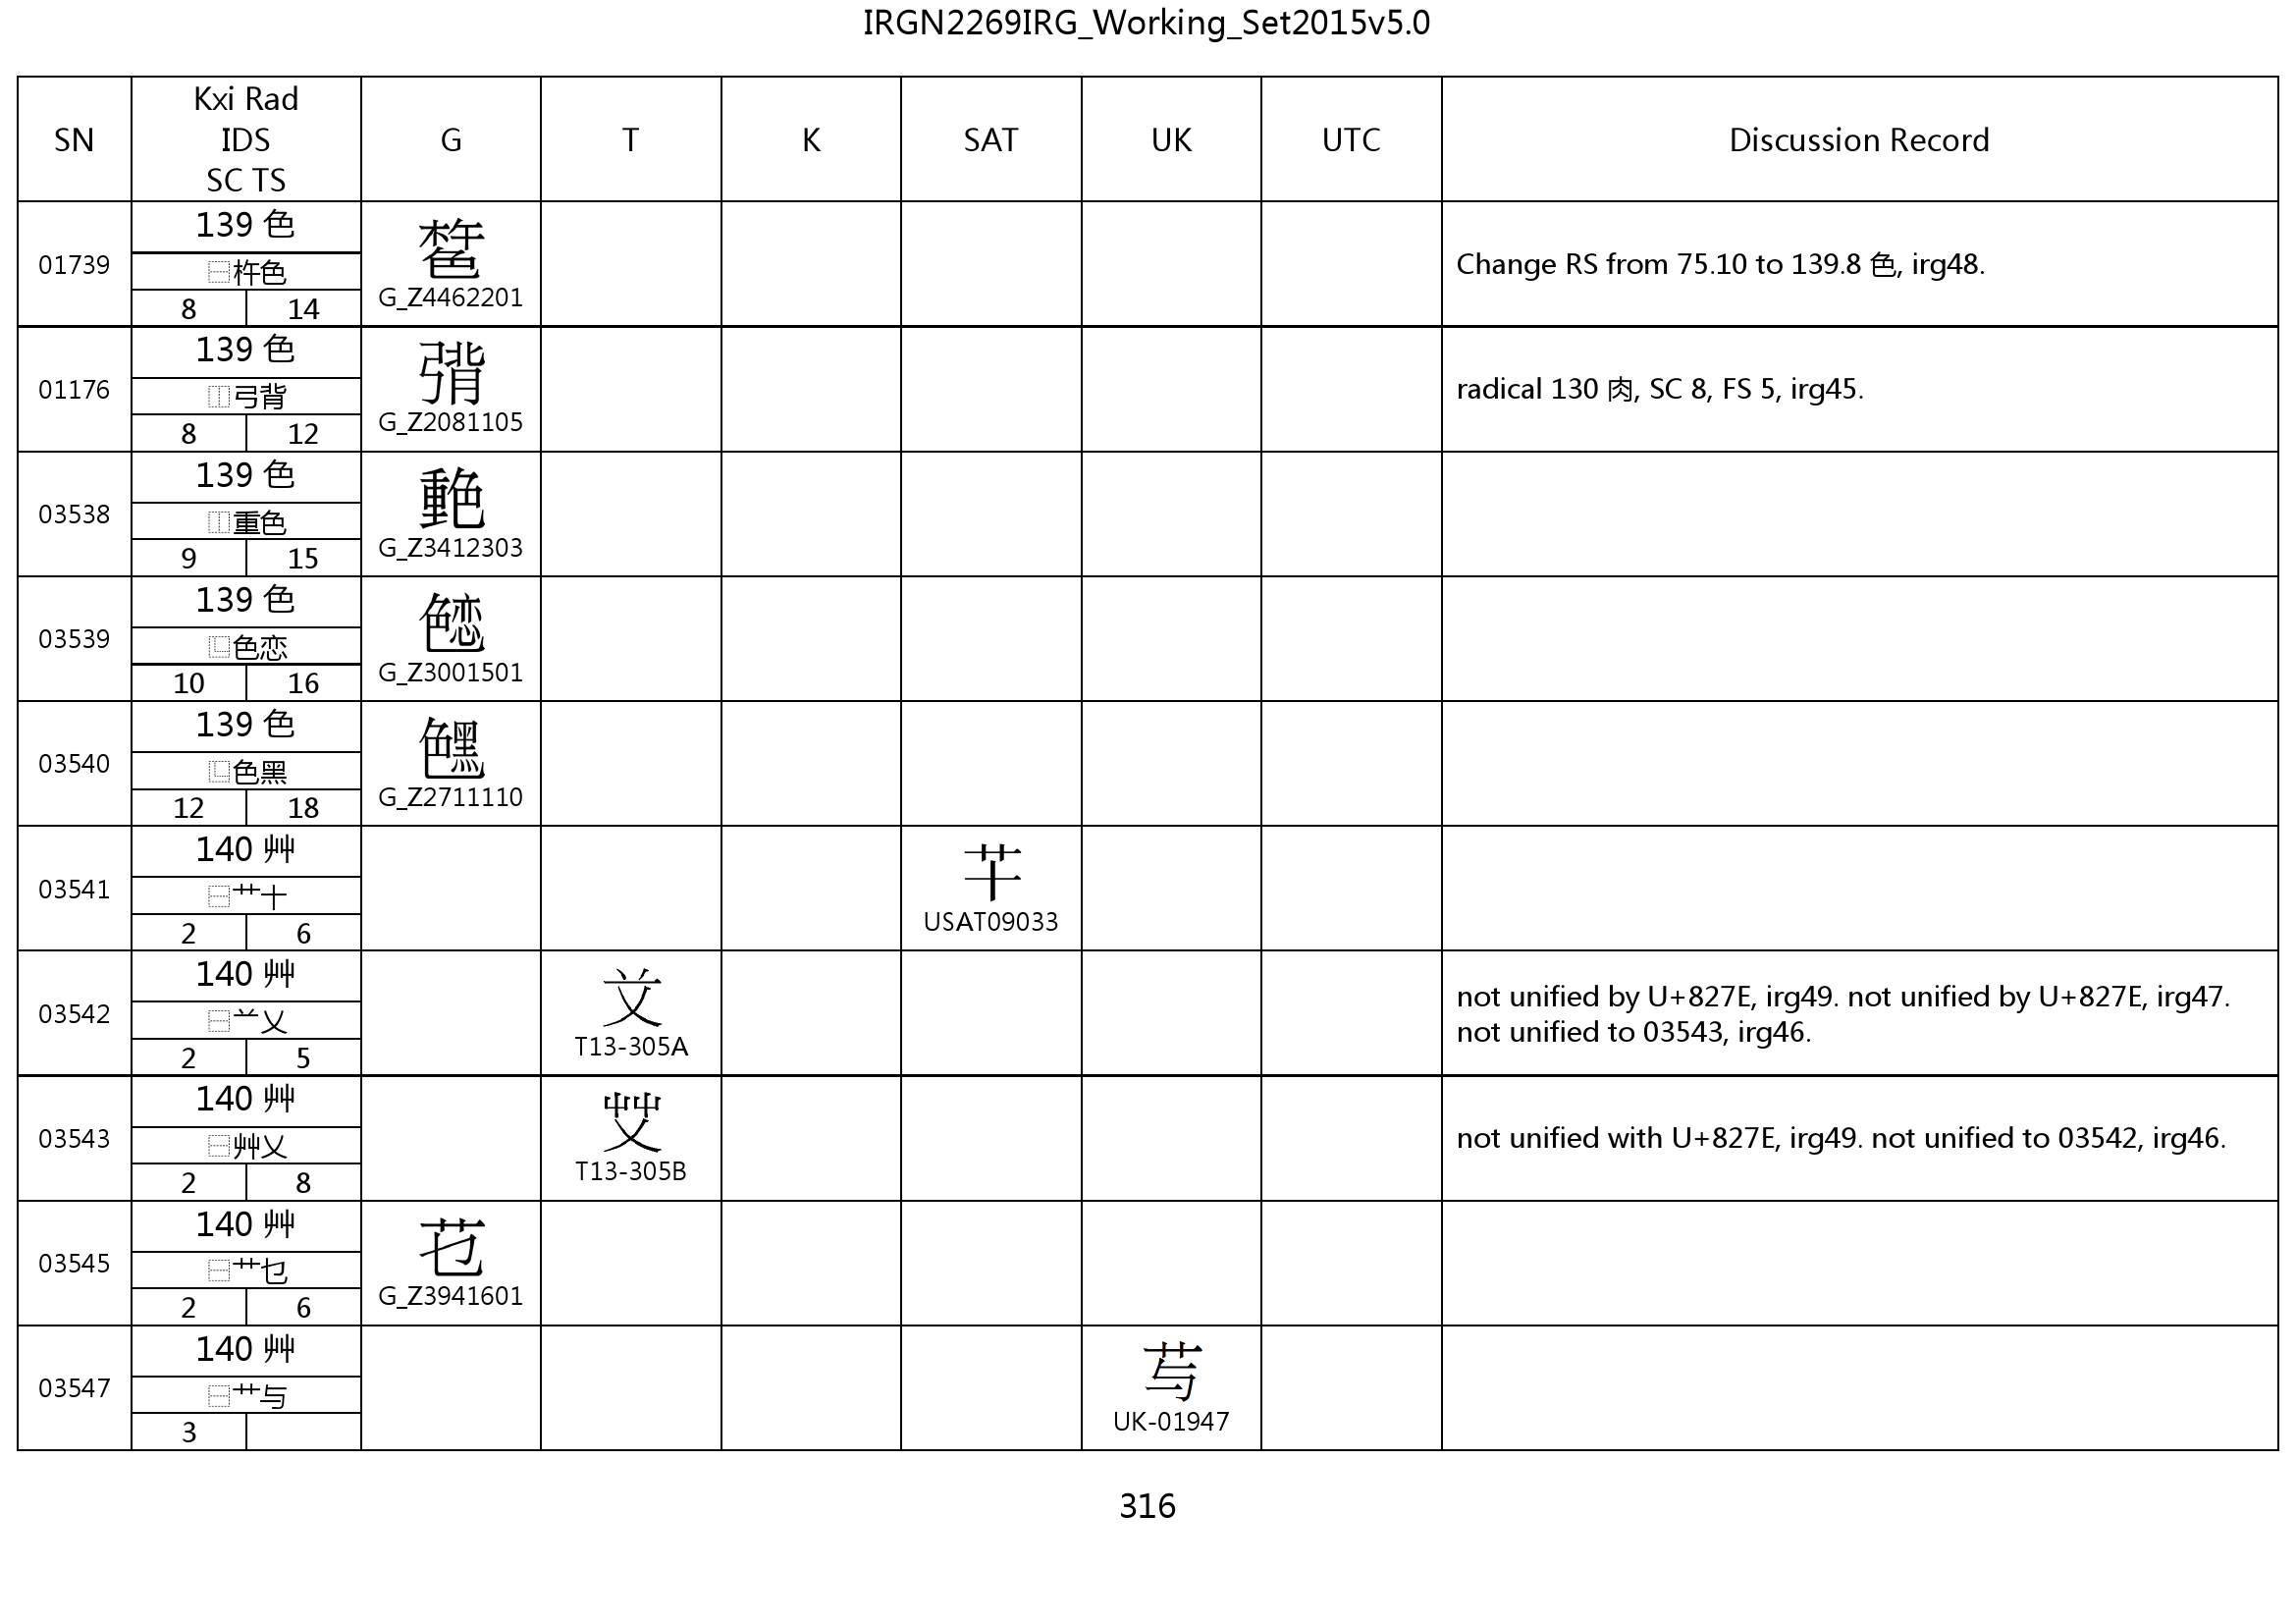 IRGN2269IRG_Working_Set2015v5.0
SN
Kxi Rad
IDS
SC TS
G
T
K
SAT
UK
UTC
Discussion Record
01739
139 色
⿱杵色
8 14
G_Z4462201
Change RS from 75.10 to 139.8 色, irg48.
01176
139 色
⿰弓背
8 12
G_Z2081105
radical 130 肉, SC 8, FS 5, irg45.
03538
139 色
⿰重色
9 15
G_Z3412303
03539
139 色
⿺色恋
10 16
G_Z3001501
03540
139 色
⿺色黑
12 18
G_Z2711110
03541
140 艸
⿱艹十
2 6
USAT09033
03542
140 艸
⿱䒑乂
2 5
T13-305A
not unified by U+827E, irg49. not unified by U+827E, irg47.
not unified to 03543, irg46.
03543
140 艸
⿱艸乂
2 8
T13-305B
not unified with U+827E, irg49. not unified to 03542, irg46.
03545
140 艸
⿱艹乜
2 6
G_Z3941601
03547
140 艸
⿱艹与
3
UK-01947
316